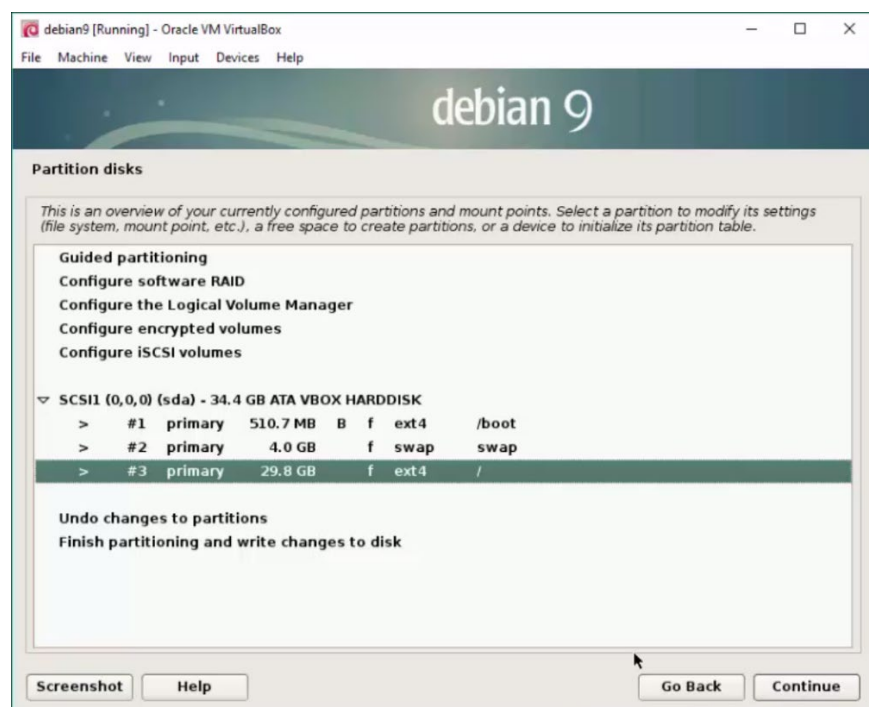 debian9 [Running] - Oracle VM VirtualBox
File Machine View Input Devices Help
debian 9
Partition disks
This is an overview of your currently configured partitions and mount points. Select a partition to modify its settings
(file system, mount point, etc.), a free space to create partitions, or a device to initialize its partition table.
Guided partitioning
Configure software RAID
Configure the Logical Volume Manager
Configure encrypted volumes
Configure iSCSI volumes
SCSI1 (0,0,0) (sda) - 34.4 GB ATA VBOX HARDDISK
> #1 primary 510.7 MB B f ext4 /boot
> #2 primary 4.0 GB f swap swap
> #3 primary 29.8 GB f ext4 /
Undo changes to partitions
Finish partitioning and write changes to disk
Screenshot Help Go Back Continue